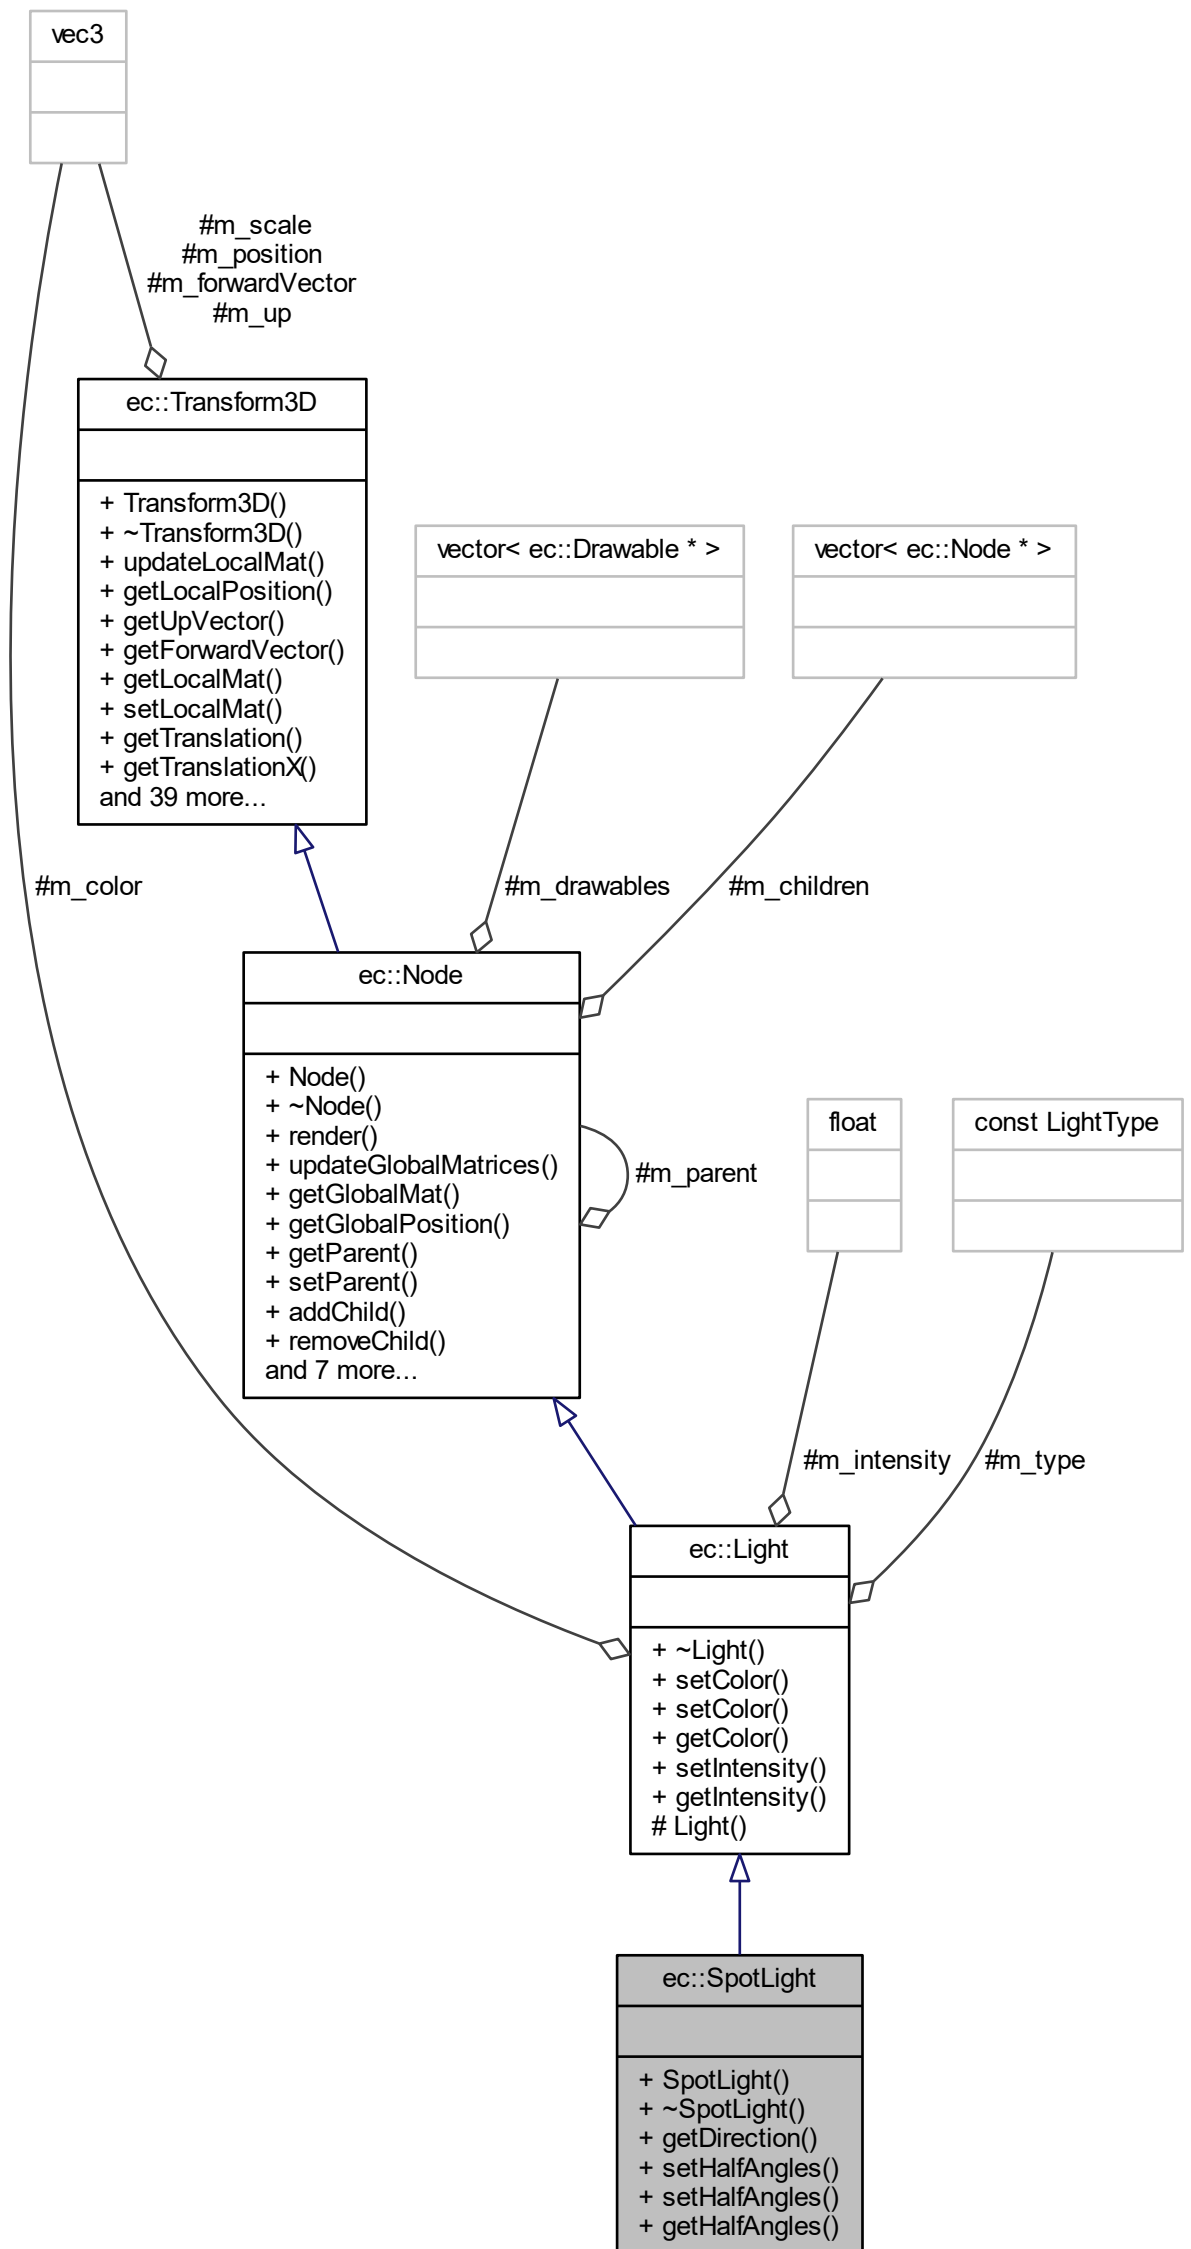 vec3
#m_scale
#m_position
#m_forwardVector
#m_up
ec::Transform3D
+ Transform3D()
+ ~Transform3D()
+ updateLocalMat()
+ getLocalPosition()
+ getUpVector()
+ getForwardVector()
+ getLocalMat()
+ setLocalMat()
+ getTranslation()
+ getTranslationX()
and 39 more...
vector< ec::Drawable * >
vector< ec::Node * >
#m_color
#m_drawables
#m_children
ec::Node
+ Node()
+ ~Node()
+ render()
+ updateGlobalMatrices()
+ getGlobalMat()
+ getGlobalPosition()
+ getParent()
+ setParent()
+ addChild()
+ removeChild()
and 7 more...
#m_parent
float
const LightType
#m_intensity
#m_type
ec::Light
+ ~Light()
+ setColor()
+ setColor()
+ getColor()
+ setIntensity()
+ getIntensity()
# Light()
ec::SpotLight
+ SpotLight()
+ ~SpotLight()
+ getDirection()
+ setHalfAngles()
+ setHalfAngles()
+ getHalfAngles()